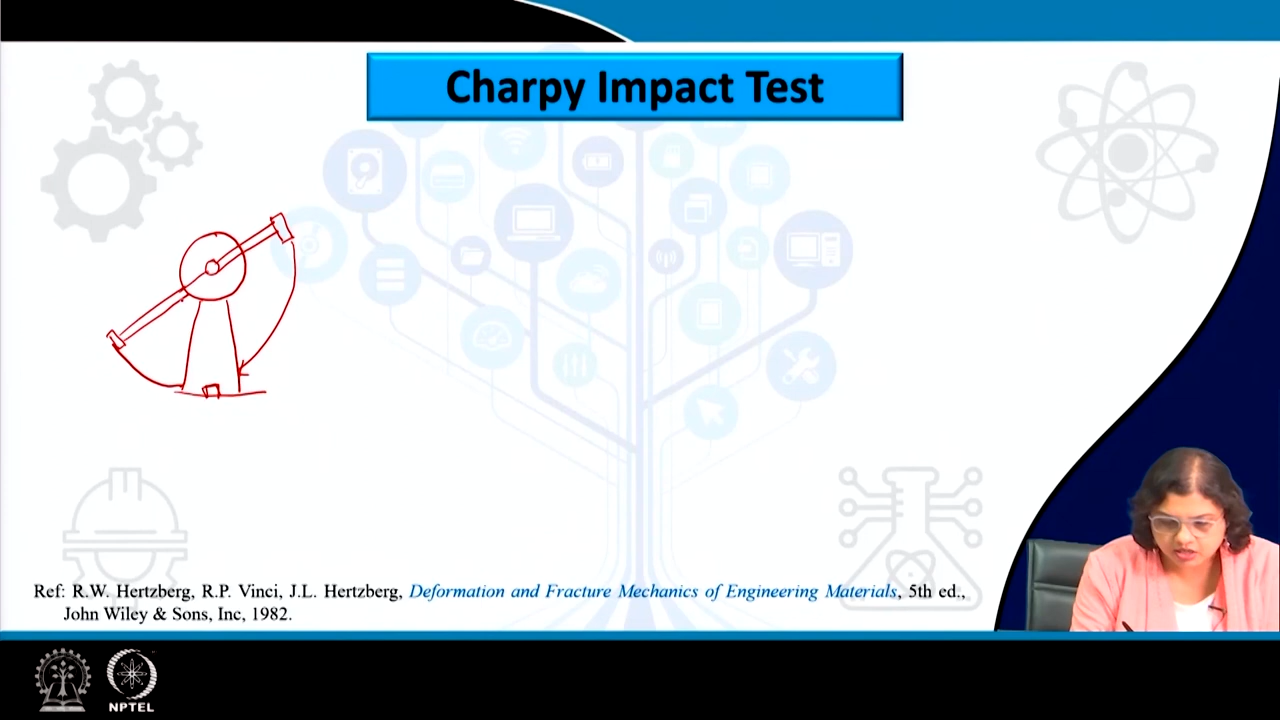 Charpy Impact Test
Ref: R.W. Hertzberg, R.P. Vinci, J.L. Hertzberg, Deformation and Fracture Mechanics of Engineering Materials, 5th ed.,
John Wiley & Sons, Inc, 1982.
NPTEL